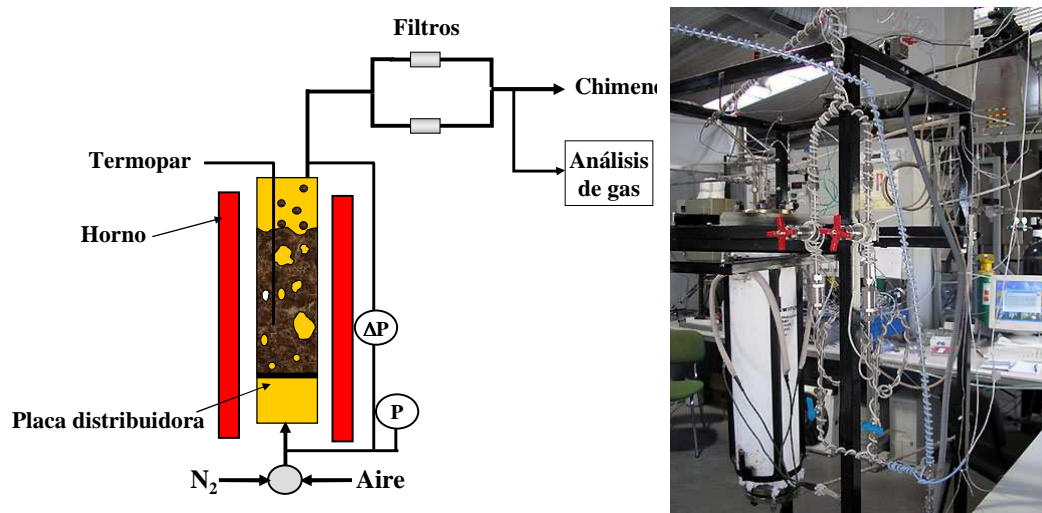 Filtros
Chimene
Termopar
Análisis
de gas
Horno
ΔP
Placa distribuidora
P
N₂
Aire